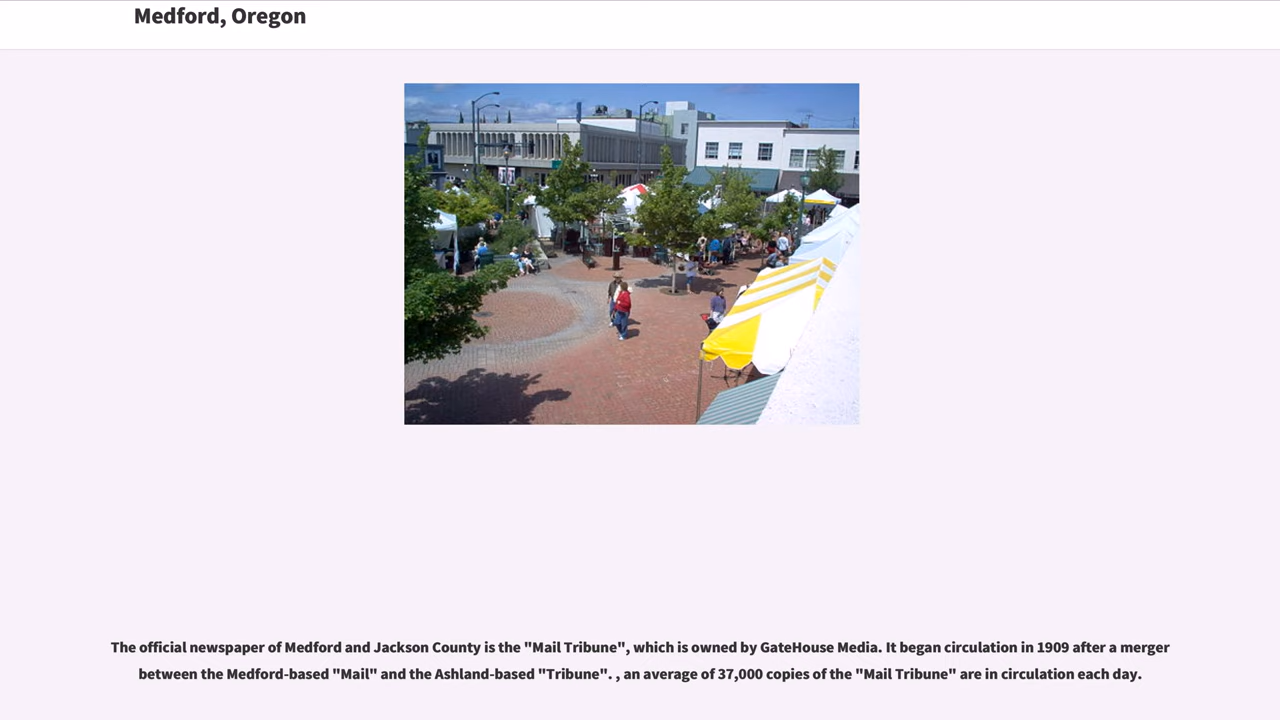 Medford, Oregon
The official newspaper of Medford and Jackson County is the "Mail Tribune", which is owned by GateHouse Media. It began circulation in 1909 after a merger
between the Medford-based "Mail" and the Ashland-based "Tribune". , an average of 37,000 copies of the "Mail Tribune" are in circulation each day.